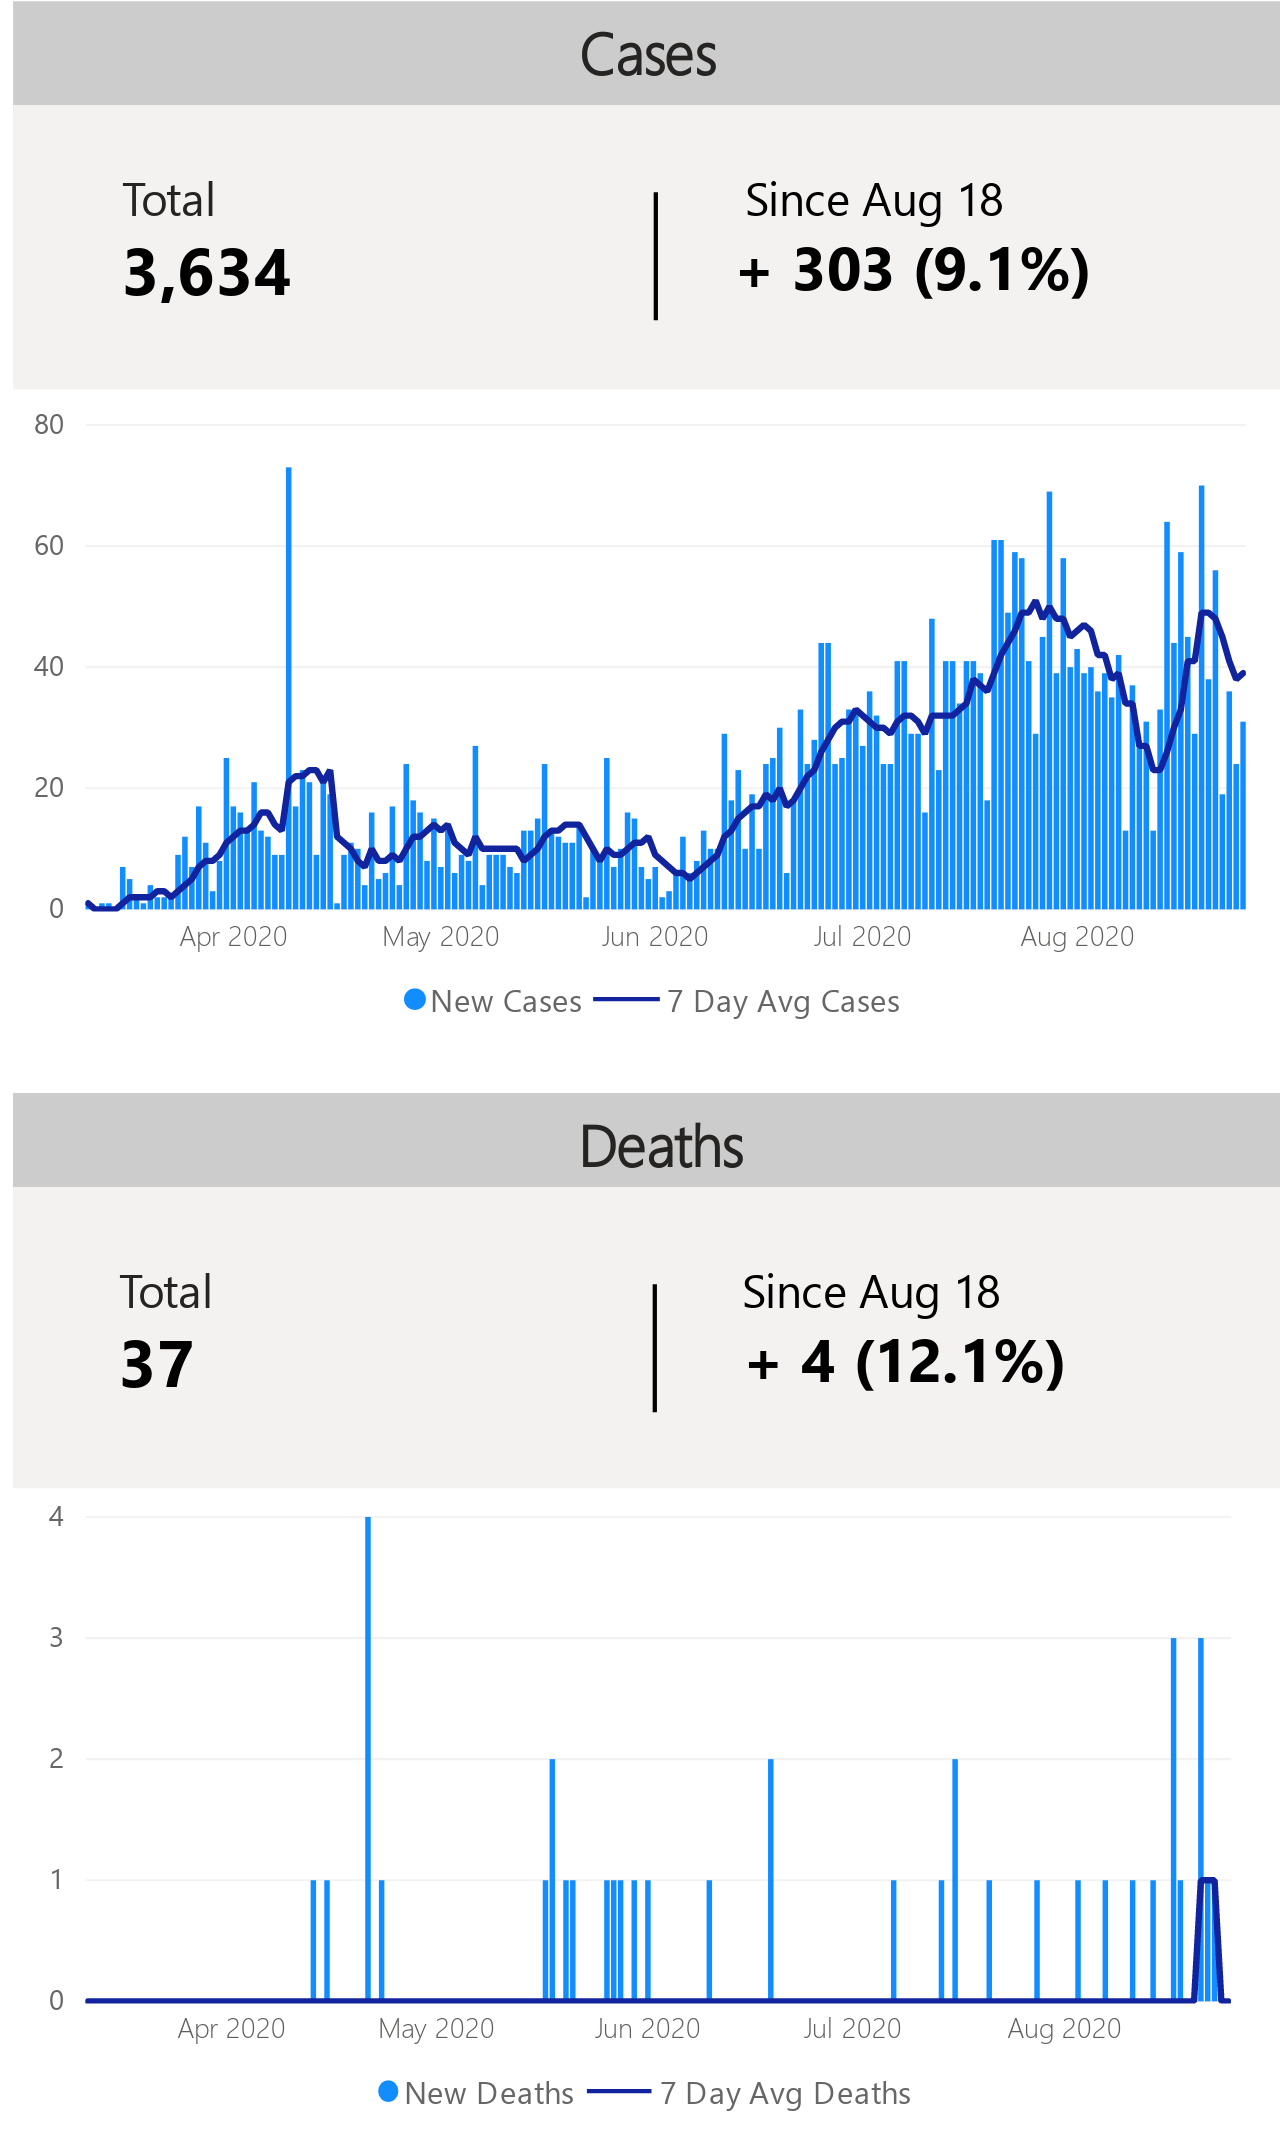 Cases
Total
3,634
Since Aug 18
+ 303 (9.1%)
80
60
40
20
0
Apr 2020 May 2020 Jun 2020 Jul 2020 Aug 2020
New Cases 7 Day Avg Cases
Deaths
Total
37
Since Aug 18
+ 4 (12.1%)
4
3
2
1
0
Apr 2020 May 2020 Jun 2020 Jul 2020 Aug 2020
New Deaths 7 Day Avg Deaths